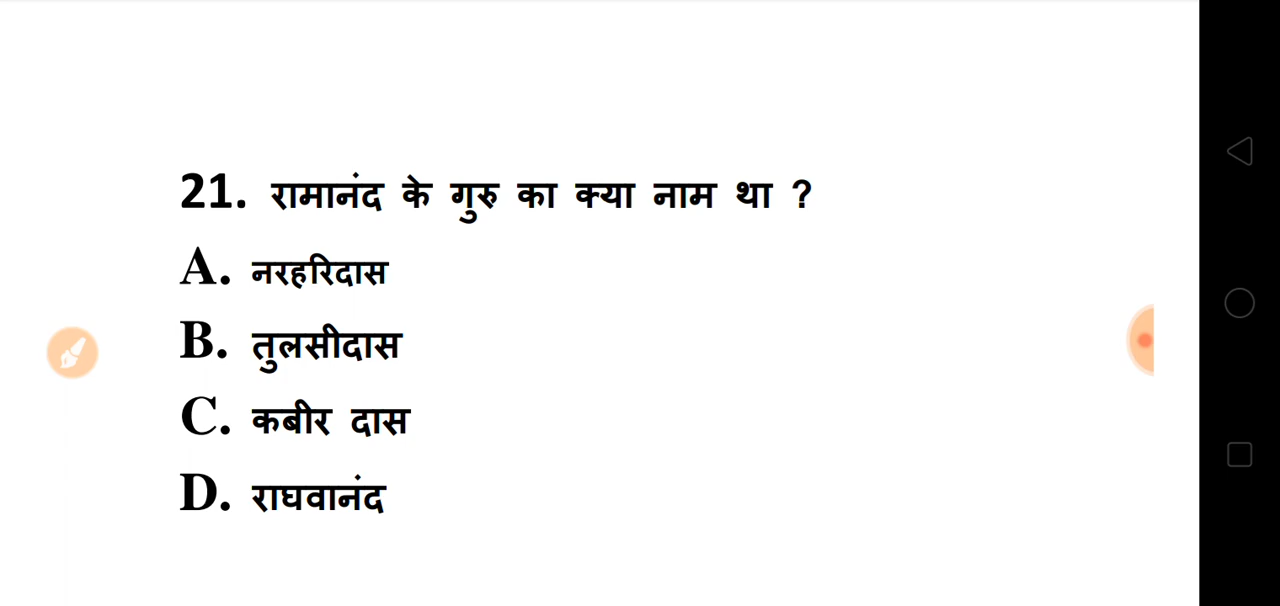 21. रामानंद के गुरु का क्या नाम था ?
A. नरहरिदास
B. तुलसीदास
C. कबीर दास
D. राघवानंद